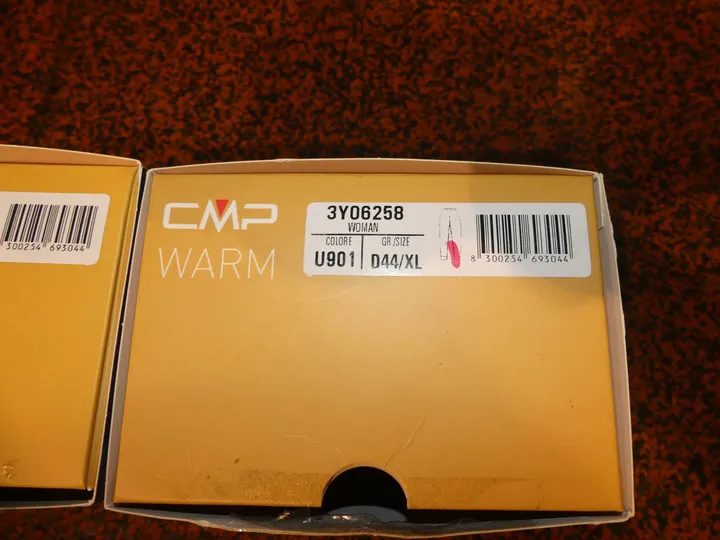 300254 693044
CMP
WARM
3Y06258
WOMAN
COLORE
GR/SIZE
U901
D44/XL
8 300254 693044